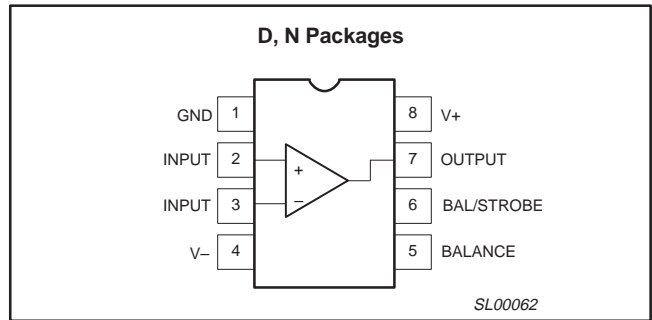 D, N Packages
GND 1 8 V+
INPUT 2 + 7 OUTPUT
INPUT 3 – 6 BAL/STROBE
V– 4 5 BALANCE
SL00062